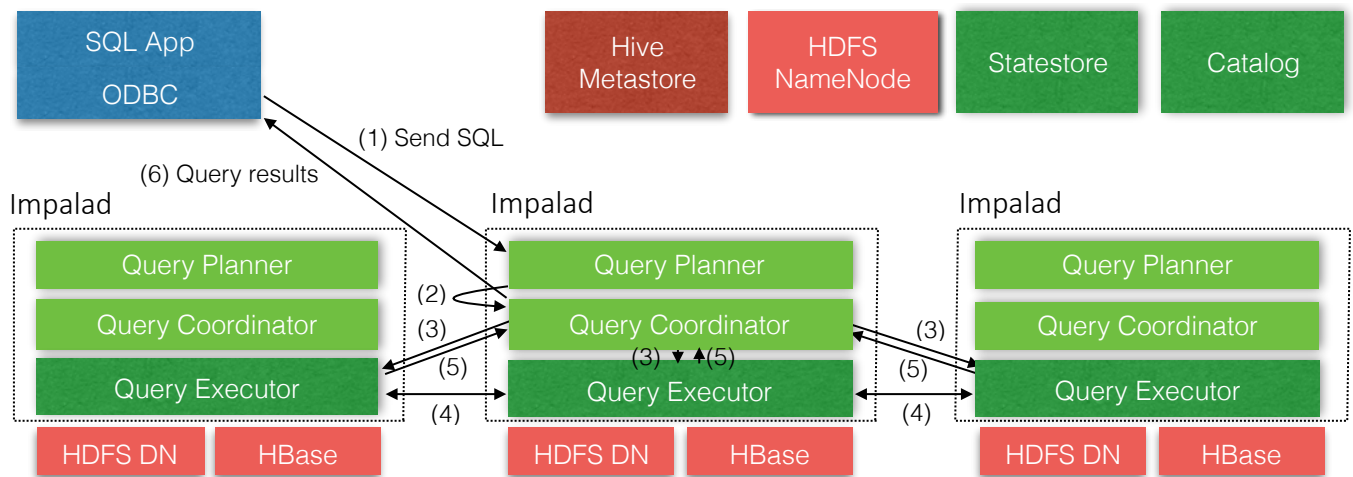 SQL App
ODBC
Hive
Metastore
HDFS
NameNode
Statestore
Catalog
(1) Send SQL
(6) Query results
Impalad
Impalad
Impalad
Query Planner
Query Planner
Query Planner
(2)
Query Coordinator
(3)
Query Coordinator
(3)
Query Coordinator
(5)
(3)
(5)
(5)
Query Executor
Query Executor
Query Executor
(4)
(4)
HDFS DN
HBase
HDFS DN
HBase
HDFS DN
HBase